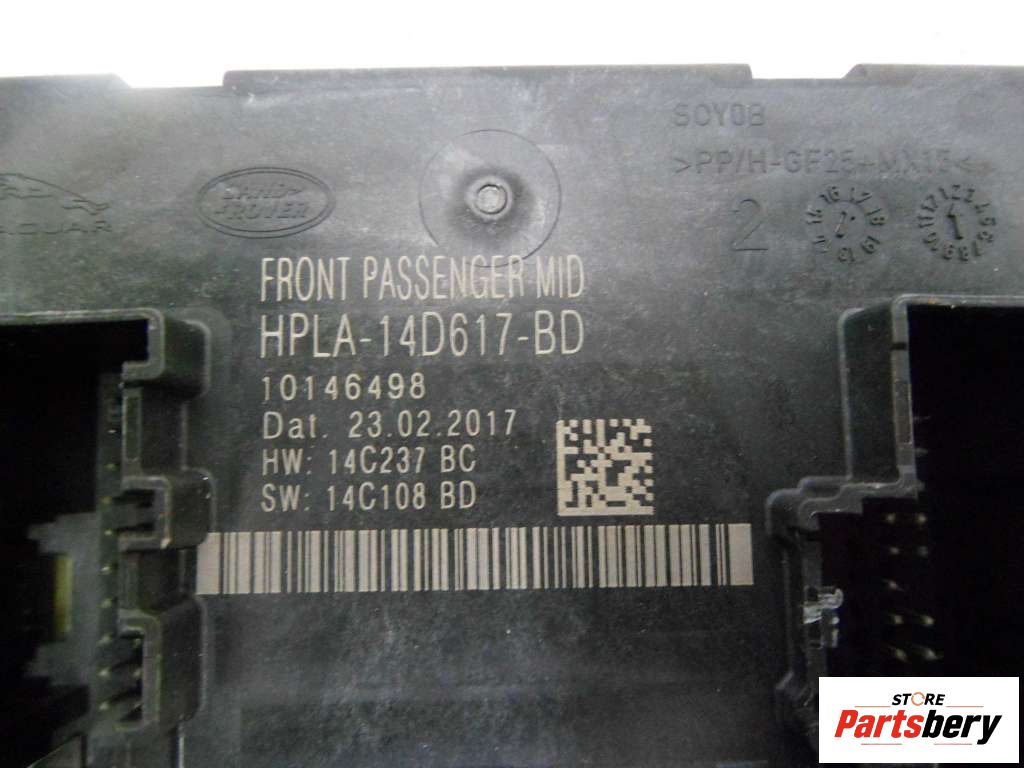 SOY0B
>PP/H-GF25+MX15<
LAND
ROVER
2
FRONT PASSENGER MID
HPLA-14D617-BD
10146498
Dat. 23.02.2017
HW: 14C237 BC
SW: 14C108 BD
STORE
Partsbery